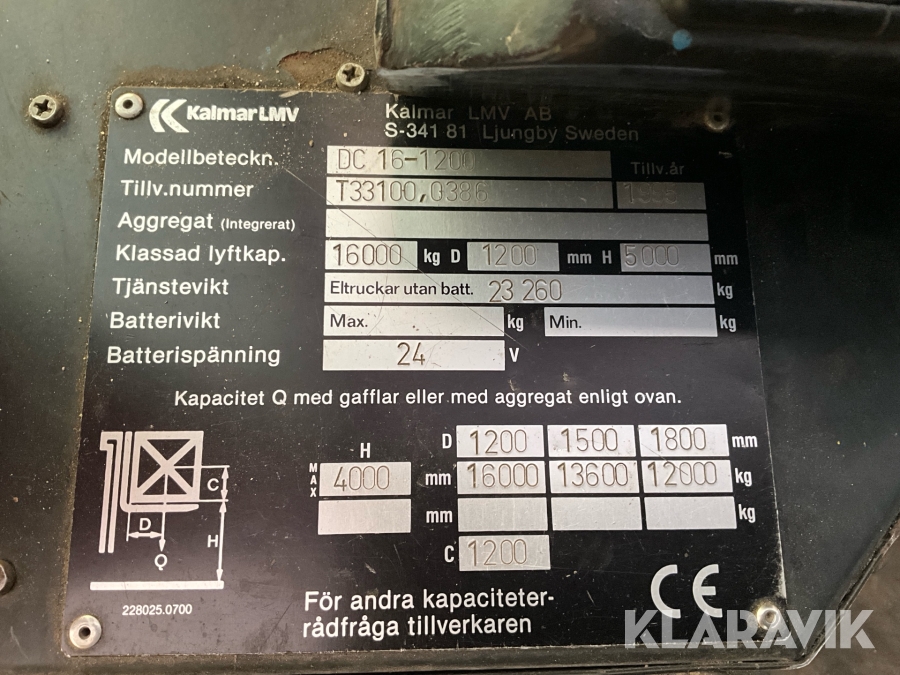 Kalmar LMV
Kalmar LMV AB
S-341 81 Ljungby Sweden
Modellbeteckn. DC 16-1200 Tillv.år
Tillv.nummer T33100,0386
Aggregat (Integrerat)
Klassad lyftkap. 16000 kg D 1200 mm H 5000 mm
Tjänstevikt Eltruckar utan batt. 23 260 kg
Batterivikt Max. kg Min. kg
Batterispänning 24 V
Kapacitet Q med gafflar eller med aggregat enligt ovan.
H D 1200 1500 1800 mm
MAX 4000 mm 16000 13600 12000 kg
mm kg
C 1200
C
D
H
Q
228025.0700
För andra kapaciteter-
rådfråga tillverkaren
CE
KLARAVIK